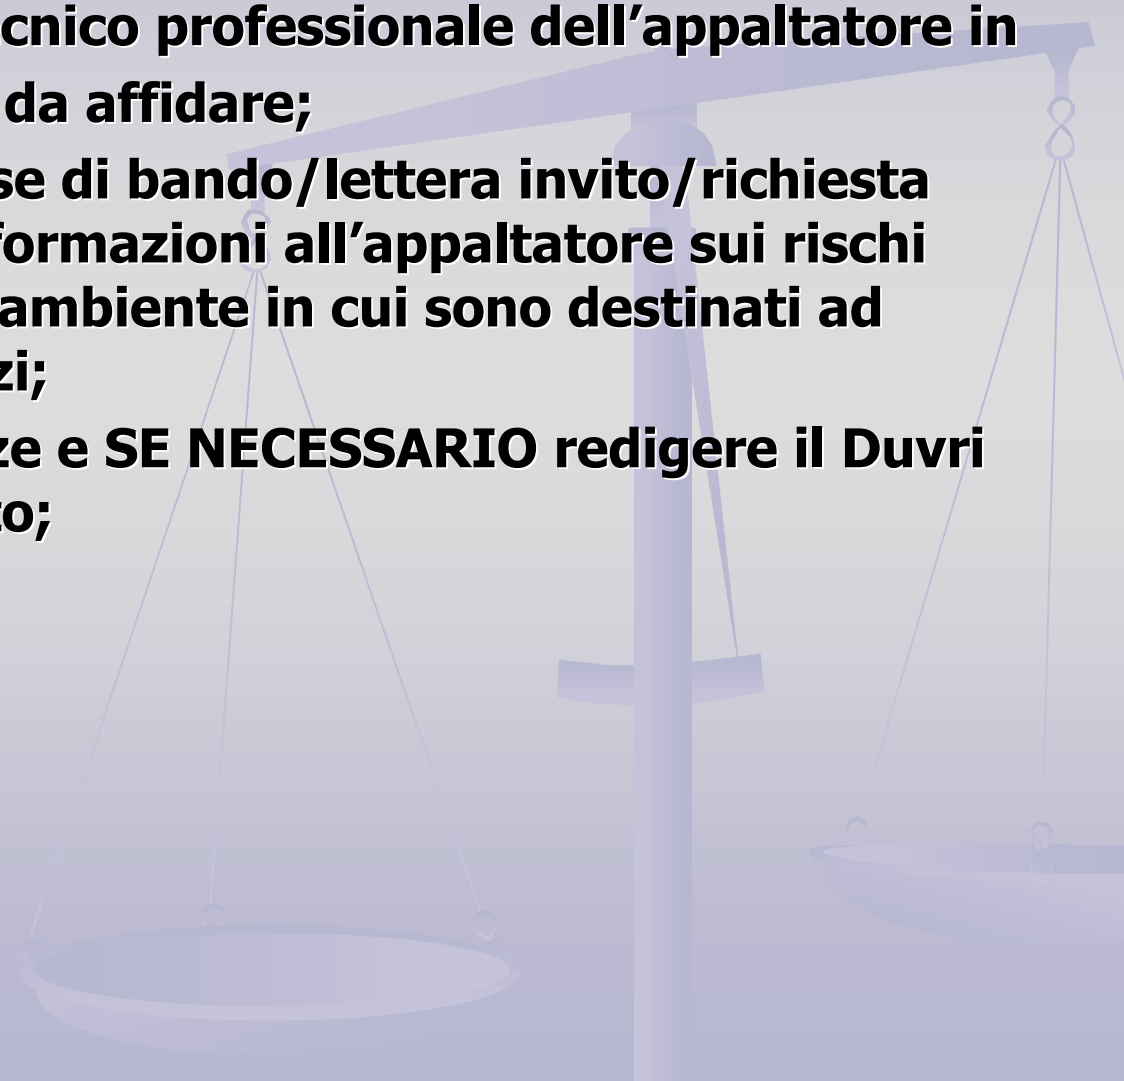 cnico professionale dell’appaltatore in
da affidare;
se di bando/lettera invito/richiesta
formazioni all’appaltatore sui rischi
ambiente in cui sono destinati ad
zi;
ze e SE NECESSARIO redigere il Duvri
to;